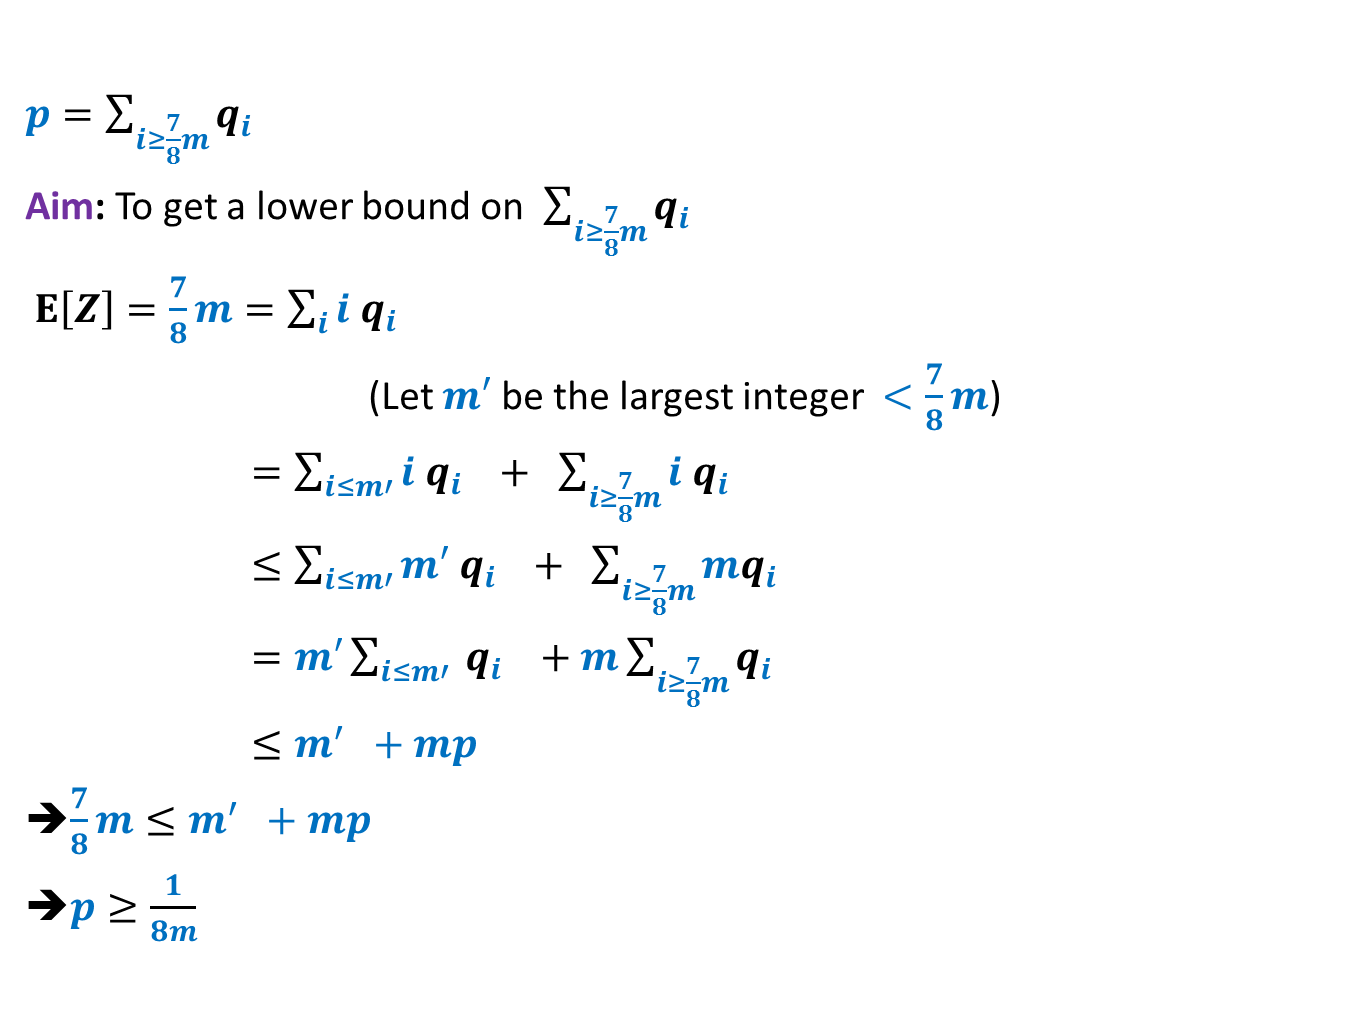 p = ∑_{i≥7/8 m} q_i
Aim: To get a lower bound on ∑_{i≥7/8 m} q_i
E[Z] = 7/8 m = ∑_i i q_i
(Let m′ be the largest integer < 7/8 m)
= ∑_{i≤m′} i q_i + ∑_{i≥7/8 m} i q_i
≤ ∑_{i≤m′} m′ q_i + ∑_{i≥7/8 m} m q_i
= m′ ∑_{i≤m′} q_i + m ∑_{i≥7/8 m} q_i
≤ m′ + mp
➔ 7/8 m ≤ m′ + mp
➔ p ≥ 1/8m